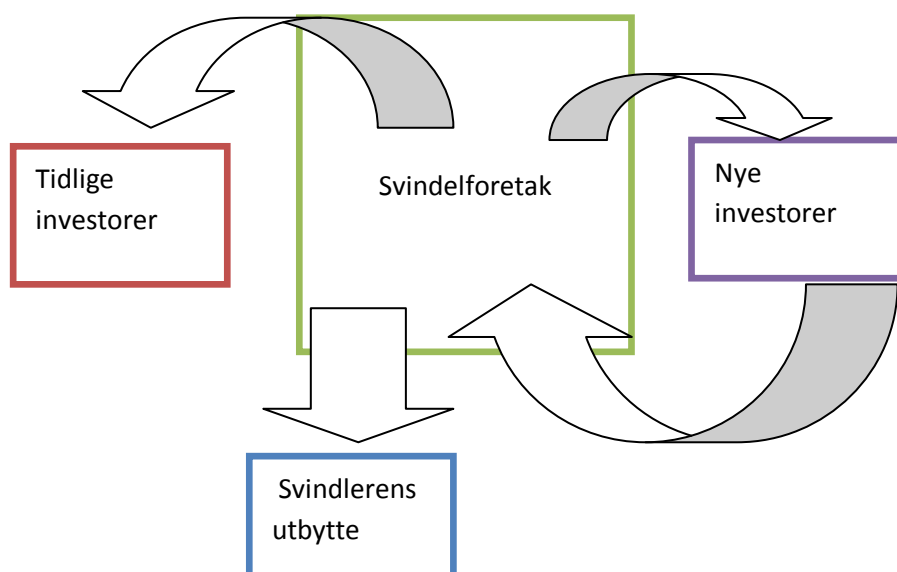 Tidlige
investorer
Svindelforetak
Nye
investorer
Svindlerens
utbytte